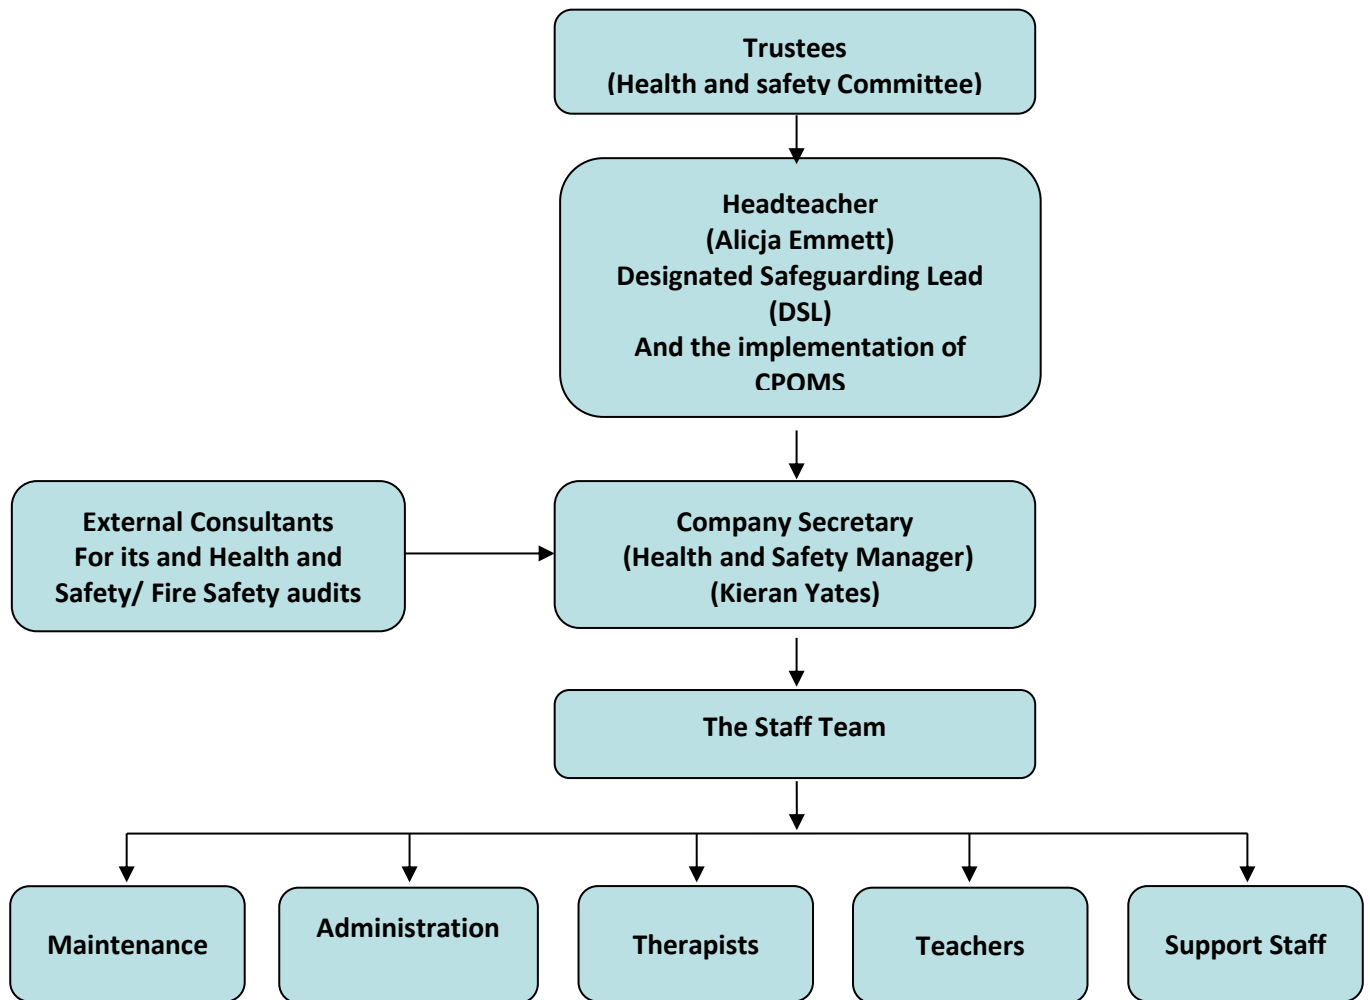 Trustees
(Health and safety Committee)
Headteacher
(Alicja Emmett)
Designated Safeguarding Lead
(DSL)
And the implementation of
CPOMS
External Consultants
For its and Health and
Safety/ Fire Safety audits
Company Secretary
(Health and Safety Manager)
(Kieran Yates)
The Staff Team
Maintenance
Administration
Therapists
Teachers
Support Staff